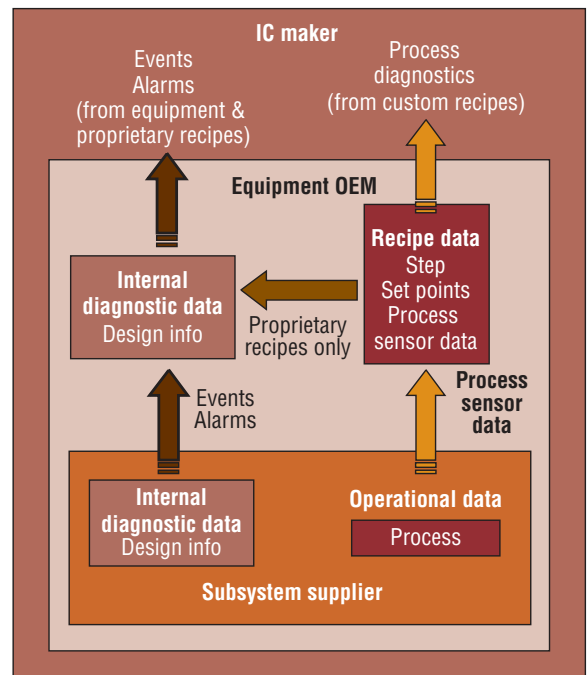 IC maker
Events
Alarms
(from equipment &
proprietary recipes)
Process
diagnostics
(from custom recipes)
Equipment OEM
Internal
diagnostic data
Design info
Recipe data
Step
Set points
Process
sensor data
Proprietary
recipes only
Events
Alarms
Process
sensor
data
Internal
diagnostic data
Design info
Operational data
Process
Subsystem supplier